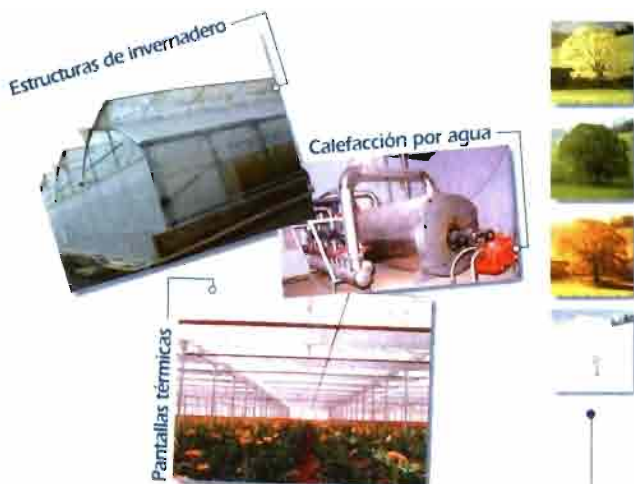 Estructuras de invernadero
Calefacción por agua
Pantallas térmicas